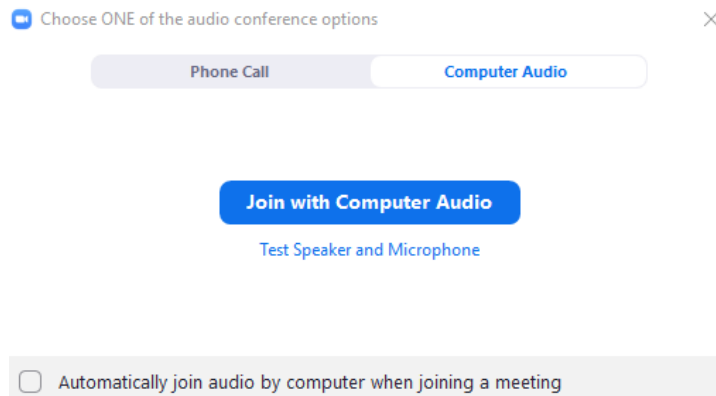 Choose ONE of the audio conference options
Phone Call Computer Audio
Join with Computer Audio
Test Speaker and Microphone
Automatically join audio by computer when joining a meeting